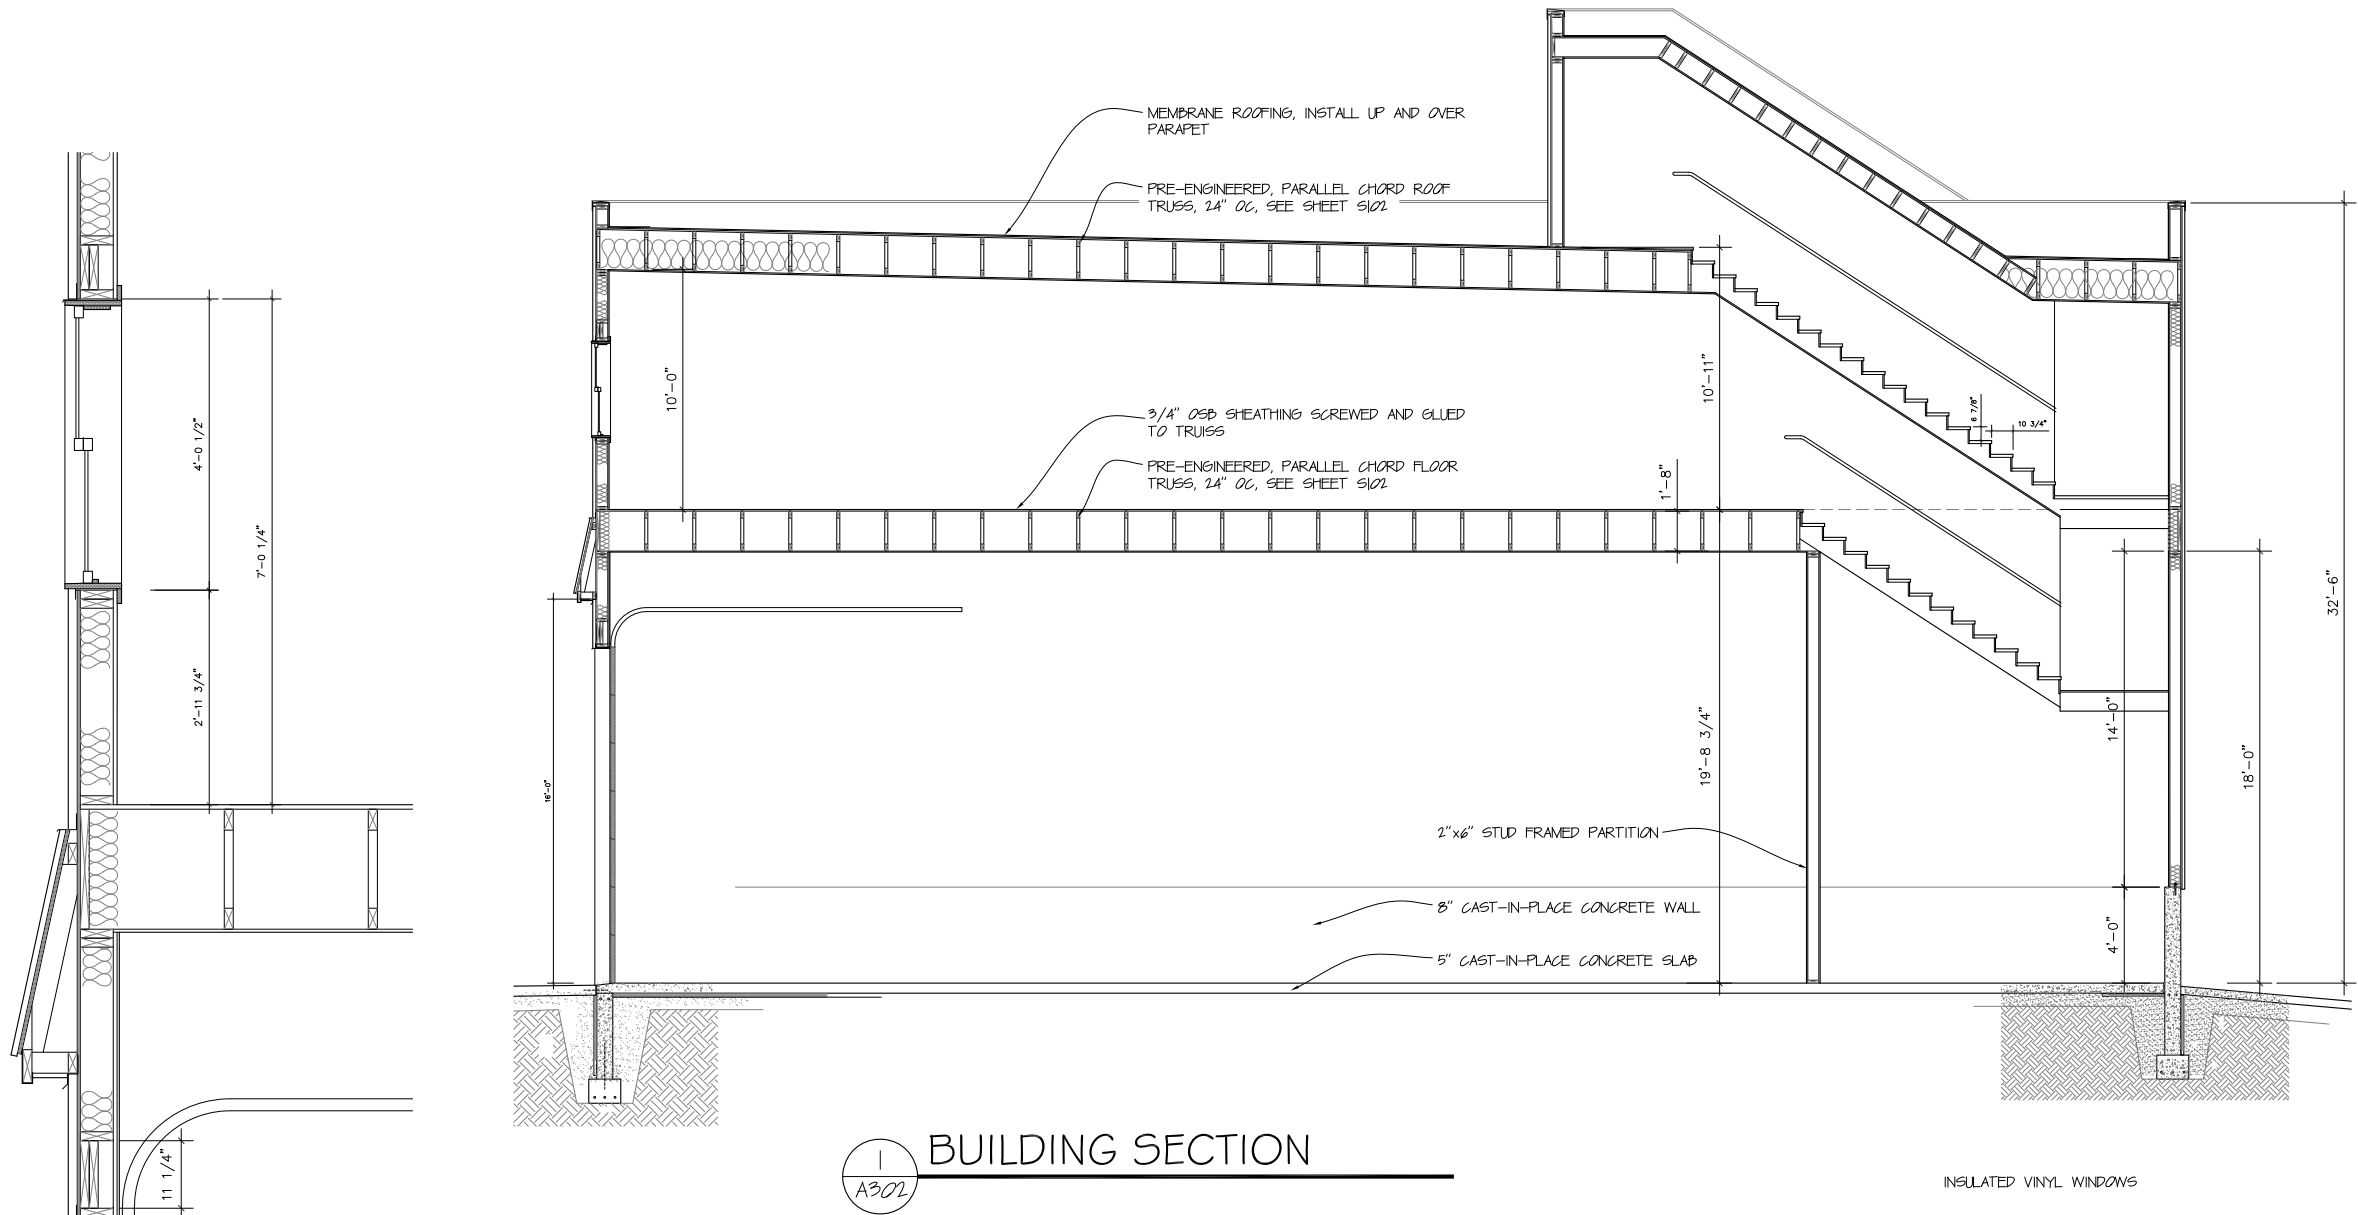 MEMBRANE ROOFING, INSTALL UP AND OVER
PARAPET
PRE-ENGINEERED, PARALLEL CHORD ROOF
TRUSS, 24" OC, SEE SHEET S102
4'-0 1/2"
7'-0 1/4"
2'-11 3/4"
11 1/4"
10'-0"
10'-11"
3/4" OSB SHEATHING SCREWED AND GLUED
TO TRUISS
PRE-ENGINEERED, PARALLEL CHORD FLOOR
TRUSS, 24" OC, SEE SHEET S102
1'-8"
6 7/8"
10 3/4"
32'-6"
16'-0"
19'-8 3/4"
14'-0"
18'-0"
2"x6" STUD FRAMED PARTITION
8" CAST-IN-PLACE CONCRETE WALL
4'-0"
5" CAST-IN-PLACE CONCRETE SLAB
1
A302
BUILDING SECTION
INSULATED VINYL WINDOWS